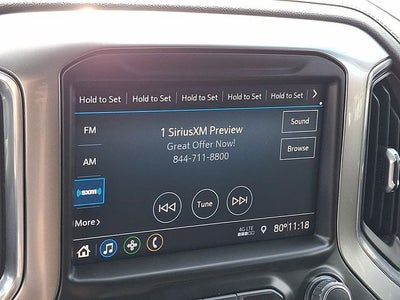 Hold to Set Hold to Set Hold to Set Hold to Set Hold to Set >
FM
1 SiriusXM Preview
Sound
Great Offer Now!
Browse
AM
844-711-8800
sxm
Tune
More >
4G LTE
80° 11:18